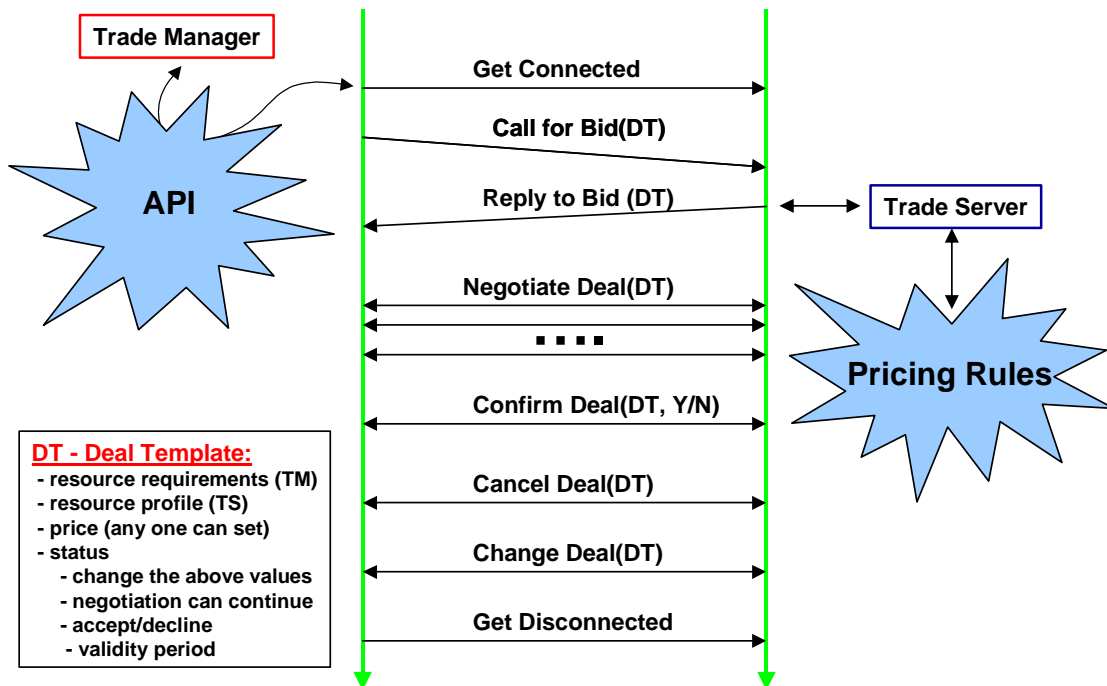 Trade Manager
API
Get Connected
Call for Bid(DT)
Reply to Bid (DT)
Trade Server
Negotiate Deal(DT)
....
Pricing Rules
Confirm Deal(DT, Y/N)
Cancel Deal(DT)
Change Deal(DT)
Get Disconnected
DT - Deal Template:
- resource requirements (TM)
- resource profile (TS)
- price (any one can set)
- status
- change the above values
- negotiation can continue
- accept/decline
- validity period